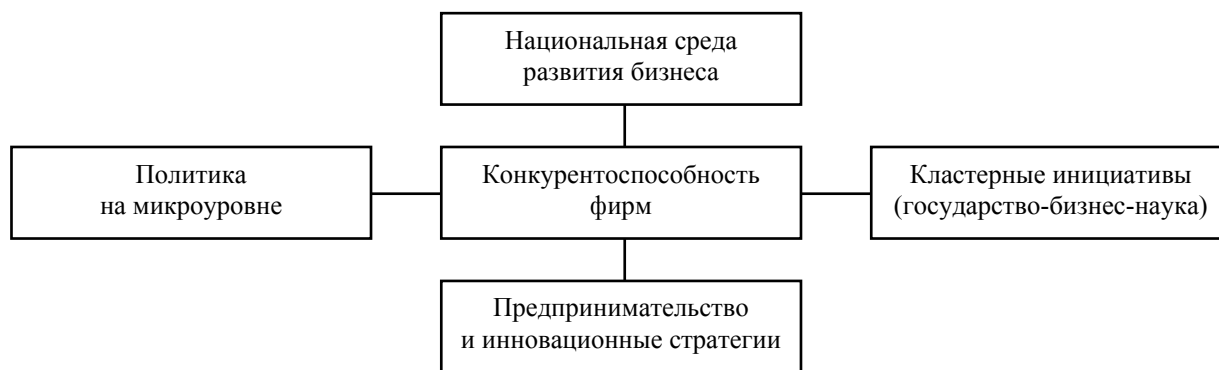 Национальная среда
развития бизнеса
Политика
на микроуровне
Конкурентоспособность
фирм
Кластерные инициативы
(государство-бизнес-наука)
Предпринимательство
и инновационные стратегии